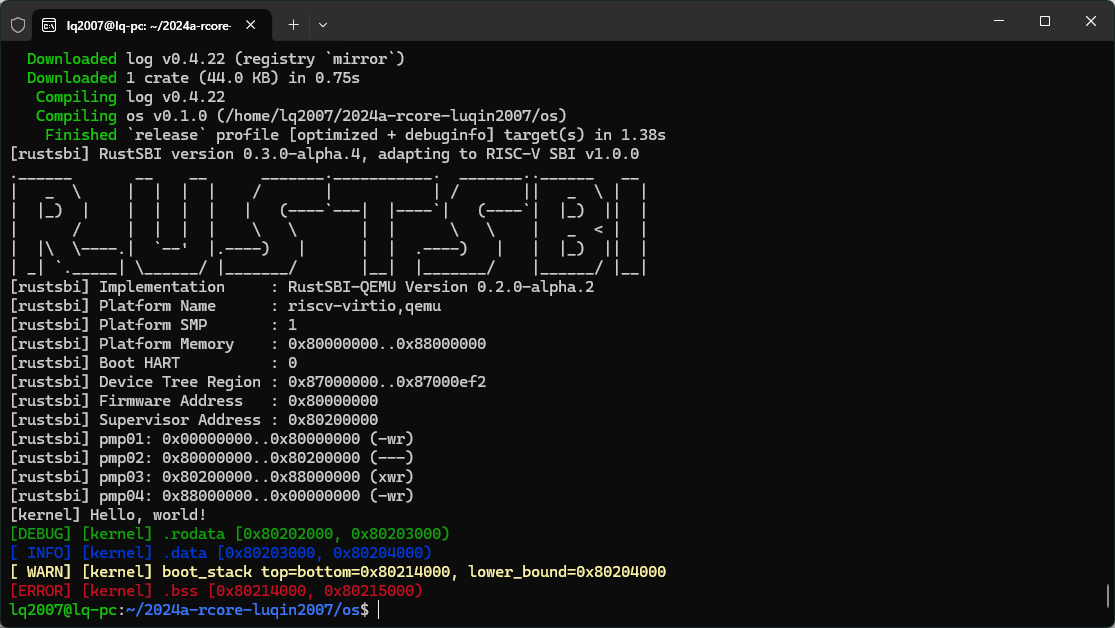 lq2007@lq-pc: ~/2024a-rcore-
Downloaded log v0.4.22 (registry `mirror`)
Downloaded 1 crate (44.0 KB) in 0.75s
Compiling log v0.4.22
Compiling os v0.1.0 (/home/lq2007/2024a-rcore-luqin2007/os)
Finished `release` profile [optimized + debuginfo] target(s) in 1.38s
[rustsbi] RustSBI version 0.3.0-alpha.4, adapting to RISC-V SBI v1.0.0
RUSTSBI
[rustsbi] Implementation     : RustSBI-QEMU Version 0.2.0-alpha.2
[rustsbi] Platform Name      : riscv-virtio,qemu
[rustsbi] Platform SMP       : 1
[rustsbi] Platform Memory    : 0x80000000..0x88000000
[rustsbi] Boot HART          : 0
[rustsbi] Device Tree Region : 0x87000000..0x87000ef2
[rustsbi] Firmware Address   : 0x80000000
[rustsbi] Supervisor Address : 0x80200000
[rustsbi] pmp01: 0x00000000..0x80000000 (-wr)
[rustsbi] pmp02: 0x80000000..0x80200000 (---)
[rustsbi] pmp03: 0x80200000..0x88000000 (xwr)
[rustsbi] pmp04: 0x88000000..0x00000000 (-wr)
[kernel] Hello, world!
[DEBUG] [kernel] .rodata [0x80202000, 0x80203000)
[ INFO] [kernel] .data [0x80203000, 0x80204000)
[ WARN] [kernel] boot_stack top=bottom=0x80214000, lower_bound=0x80204000
[ERROR] [kernel] .bss [0x80214000, 0x80215000)
lq2007@lq-pc:~/2024a-rcore-luqin2007/os$